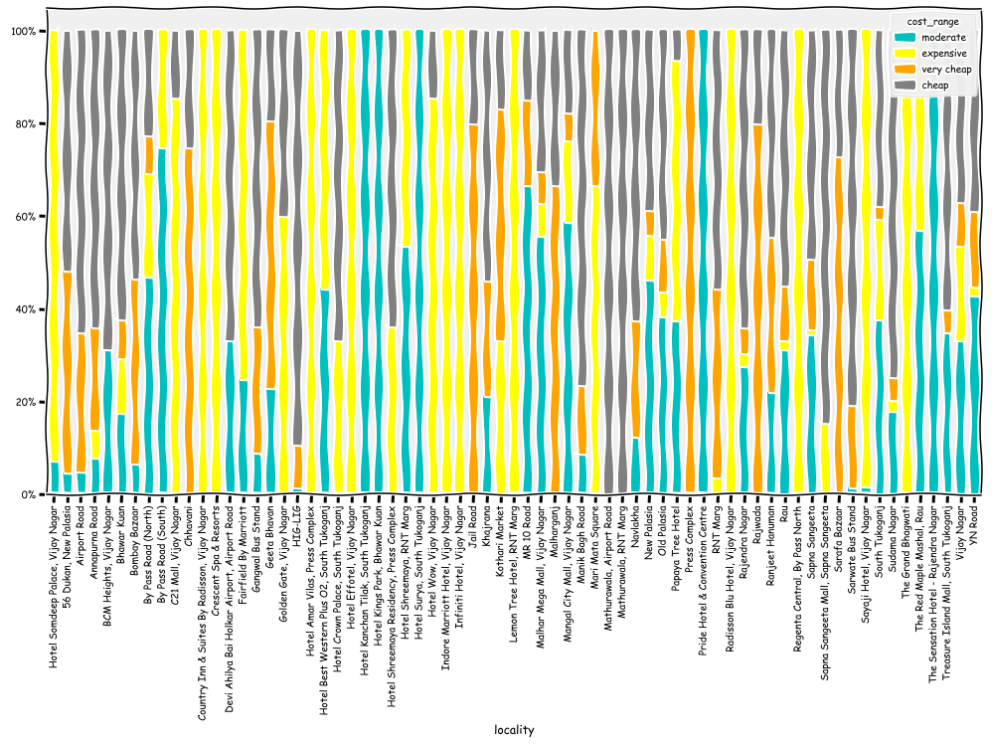 100%
80%
60%
40%
20%
0%
cost_range
moderate
expensive
very cheap
cheap
Hotel Somdeep Palace, Vijay Nagar
56 Dukan, New Palasia
Airport Road
Annapurna Road
BCM Heights, Vijay Nagar
Bhawar Kuan
Bombay Bazaar
By Pass Road (North)
By Pass Road (South)
C21 Mall, Vijay Nagar
Chhavani
Country Inn & Suites By Radisson, Vijay Nagar
Crescent Spa & Resorts
Devi Ahilya Bai Holkar Airport, Airport Road
Fairfield By Marriott
Gangwal Bus Stand
Geeta Bhavan
Golden Gate, Vijay Nagar
HIG-LIG
Hotel Amar Vilas, Press Complex
Hotel Best Western Plus O2, South Tukoganj
Hotel Crown Palace, South Tukoganj
Hotel Effotel, Vijay Nagar
Hotel Kanchan Tilak, South Tukoganj
Hotel Kings Park, Bhawar Kuan
Hotel Shreemaya Residency, Press Complex
Hotel Shreemaya, RNT Marg
Hotel Surya, South Tukoganj
Hotel Wow, Vijay Nagar
Indore Marriott Hotel, Vijay Nagar
Infiniti Hotel, Vijay Nagar
Jail Road
Khajrana
Kothari Market
Lemon Tree Hotel, RNT Marg
MR 10 Road
Malhar Mega Mall, Vijay Nagar
Malharganj
Mangal City Mall, Vijay Nagar
Manik Bagh Road
Mari Mata Square
Mathurawala, Airport Road
Mathurawala, RNT Marg
Navlakha
New Palasia
Old Palasia
Papaya Tree Hotel
Press Complex
Pride Hotel & Convention Centre
RNT Marg
Radisson Blu Hotel, Vijay Nagar
Rajendra Nagar
Rajwada
Ranjeet Hanuman
Rau
Regenta Central, By Pass North
Sapna Sangeeta
Sapna Sangeeta Mall, Sapna Sangeeta
Sarafa Bazaar
Sarwate Bus Stand
Sayaji Hotel, Vijay Nagar
South Tukoganj
Sudama Nagar
The Grand Bhagwati
The Red Maple Mashal, Rau
The Sensation Hotel - Rajendra Nagar
Treasure Island Mall, South Tukoganj
Vijay Nagar
YN Road
locality